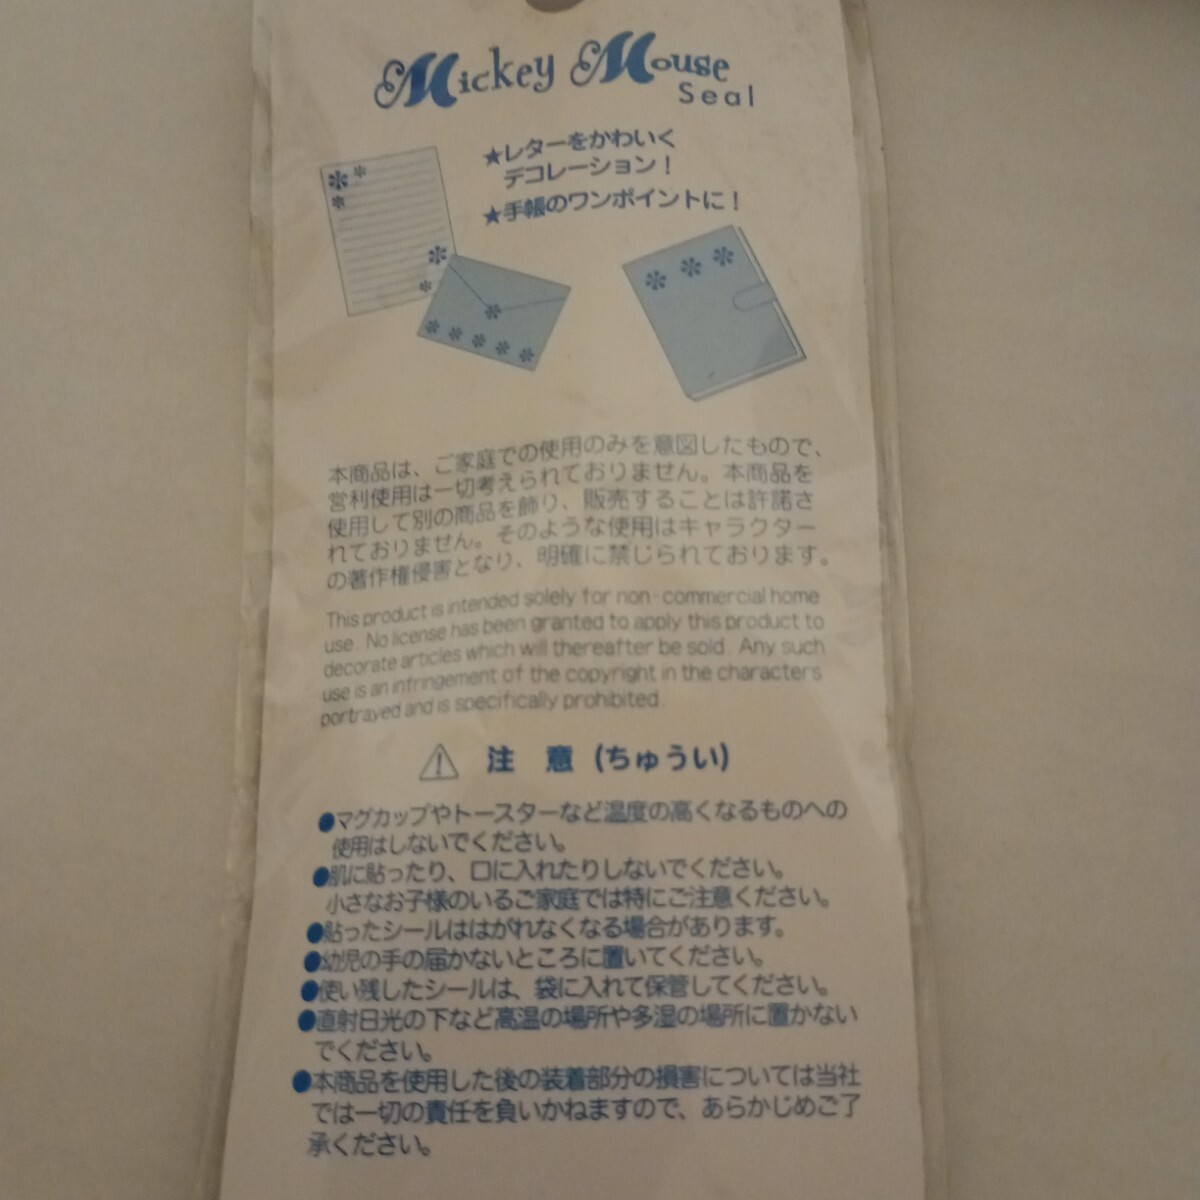 Mickey Mouse
Seal
★レターをかわいく
デコレーション！
★手帳のワンポイントに！
本商品は、ご家庭での使用のみを意図したもので、
営利使用は一切考えられておりません。本商品を
使用して別の商品を飾り、販売することは許諾さ
れておりません。そのような使用はキャラクター
の著作権侵害となり、明確に禁じられております。
This product is intended solely for non-commercial home
use. No license has been granted to apply this product to
decorate articles which will thereafter be sold. Any such
use is an infringement of the copyright in the characters
portrayed and is specifically prohibited.
⚠ 注 意 (ちゅうい)
●マグカップやトースターなど温度の高くなるものへの
使用はしないでください。
●肌に貼ったり、口に入れたりしないでください。
小さなお子様のいるご家庭では特にご注意ください。
●貼ったシールははがれなくなる場合があります。
●幼児の手の届かないところに置いてください。
●使い残したシールは、袋に入れて保管してください。
●直射日光の下など高温の場所や多湿の場所に置かない
でください。
●本商品を使用した後の装着部分の損害については当社
では一切の責任を負いかねますので、あらかじめご了
承ください。